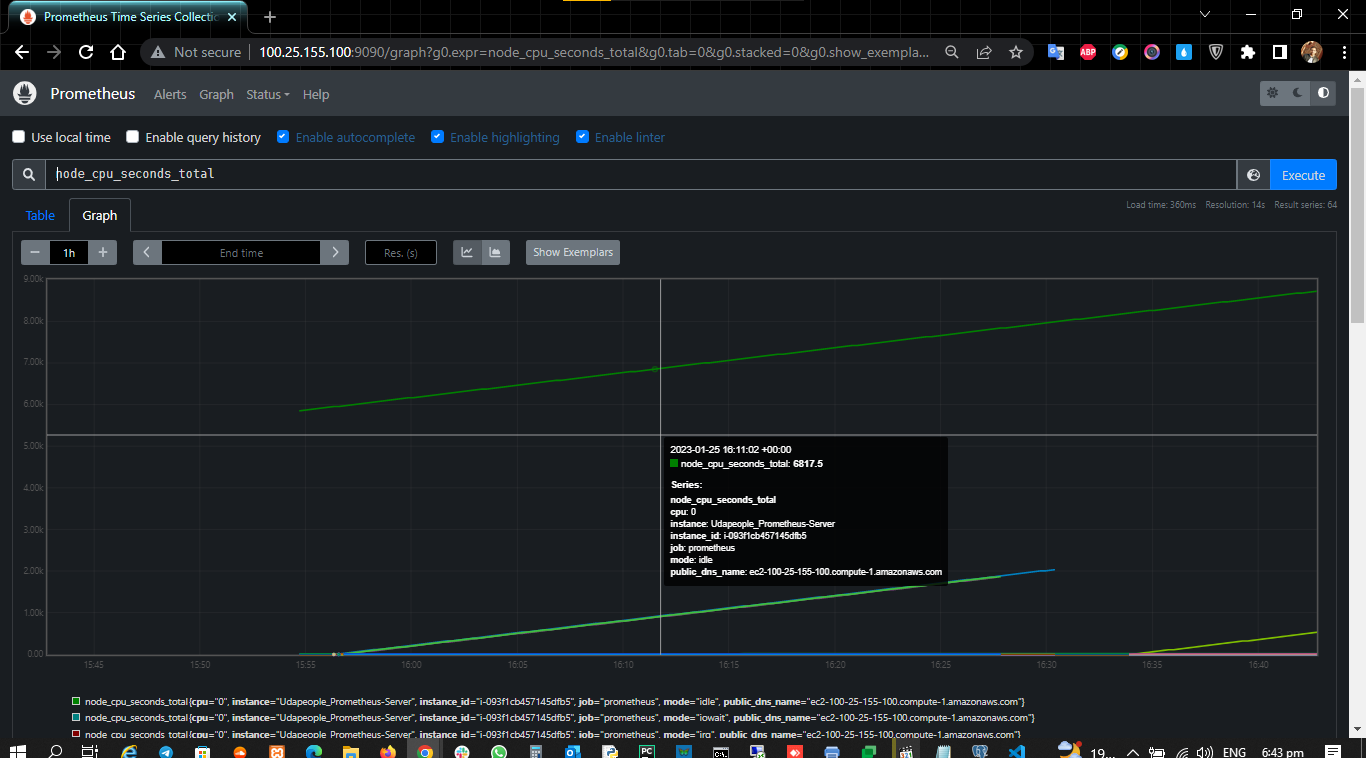 Prometheus Time Series Collectio
Not secure 100.25.155.100:9090/graph?g0.expr=node_cpu_seconds_total&g0.tab=0&g0.stacked=0&g0.show_exempla...
ABP
Prometheus Alerts Graph Status Help
Use local time Enable query history Enable autocomplete Enable highlighting Enable linter
node_cpu_seconds_total Execute
Load time: 360ms Resolution: 14s Result series: 64
Table Graph
− 1h + End time Res. (s) Show Exemplars
9.00k
8.00k
7.00k
6.00k
5.00k
4.00k
3.00k
2.00k
1.00k
0.00
2023-01-25 16:11:02 +00:00
node_cpu_seconds_total: 6817.5
Series:
node_cpu_seconds_total
cpu: 0
instance: Udapeople_Prometheus-Server
instance_id: i-093f1cb457145dfb5
job: prometheus
mode: idle
public_dns_name: ec2-100-25-155-100.compute-1.amazonaws.com
15:45 15:50 15:55 16:00 16:05 16:10 16:15 16:20 16:25 16:30 16:35 16:40
node_cpu_seconds_total{cpu="0", instance="Udapeople_Prometheus-Server", instance_id="i-093f1cb457145dfb5", job="prometheus", mode="idle", public_dns_name="ec2-100-25-155-100.compute-1.amazonaws.com"}
node_cpu_seconds_total{cpu="0", instance="Udapeople_Prometheus-Server", instance_id="i-093f1cb457145dfb5", job="prometheus", mode="iowait", public_dns_name="ec2-100-25-155-100.compute-1.amazonaws.com"}
node_cpu_seconds_total{cpu="0", instance="Udapeople_Prometheus-Server", instance_id="i-093f1cb457145dfb5", job="prometheus", mode="irq", public_dns_name="ec2-100-25-155-100.compute-1.amazonaws.com"}
PC 19... ENG 6:43 pm